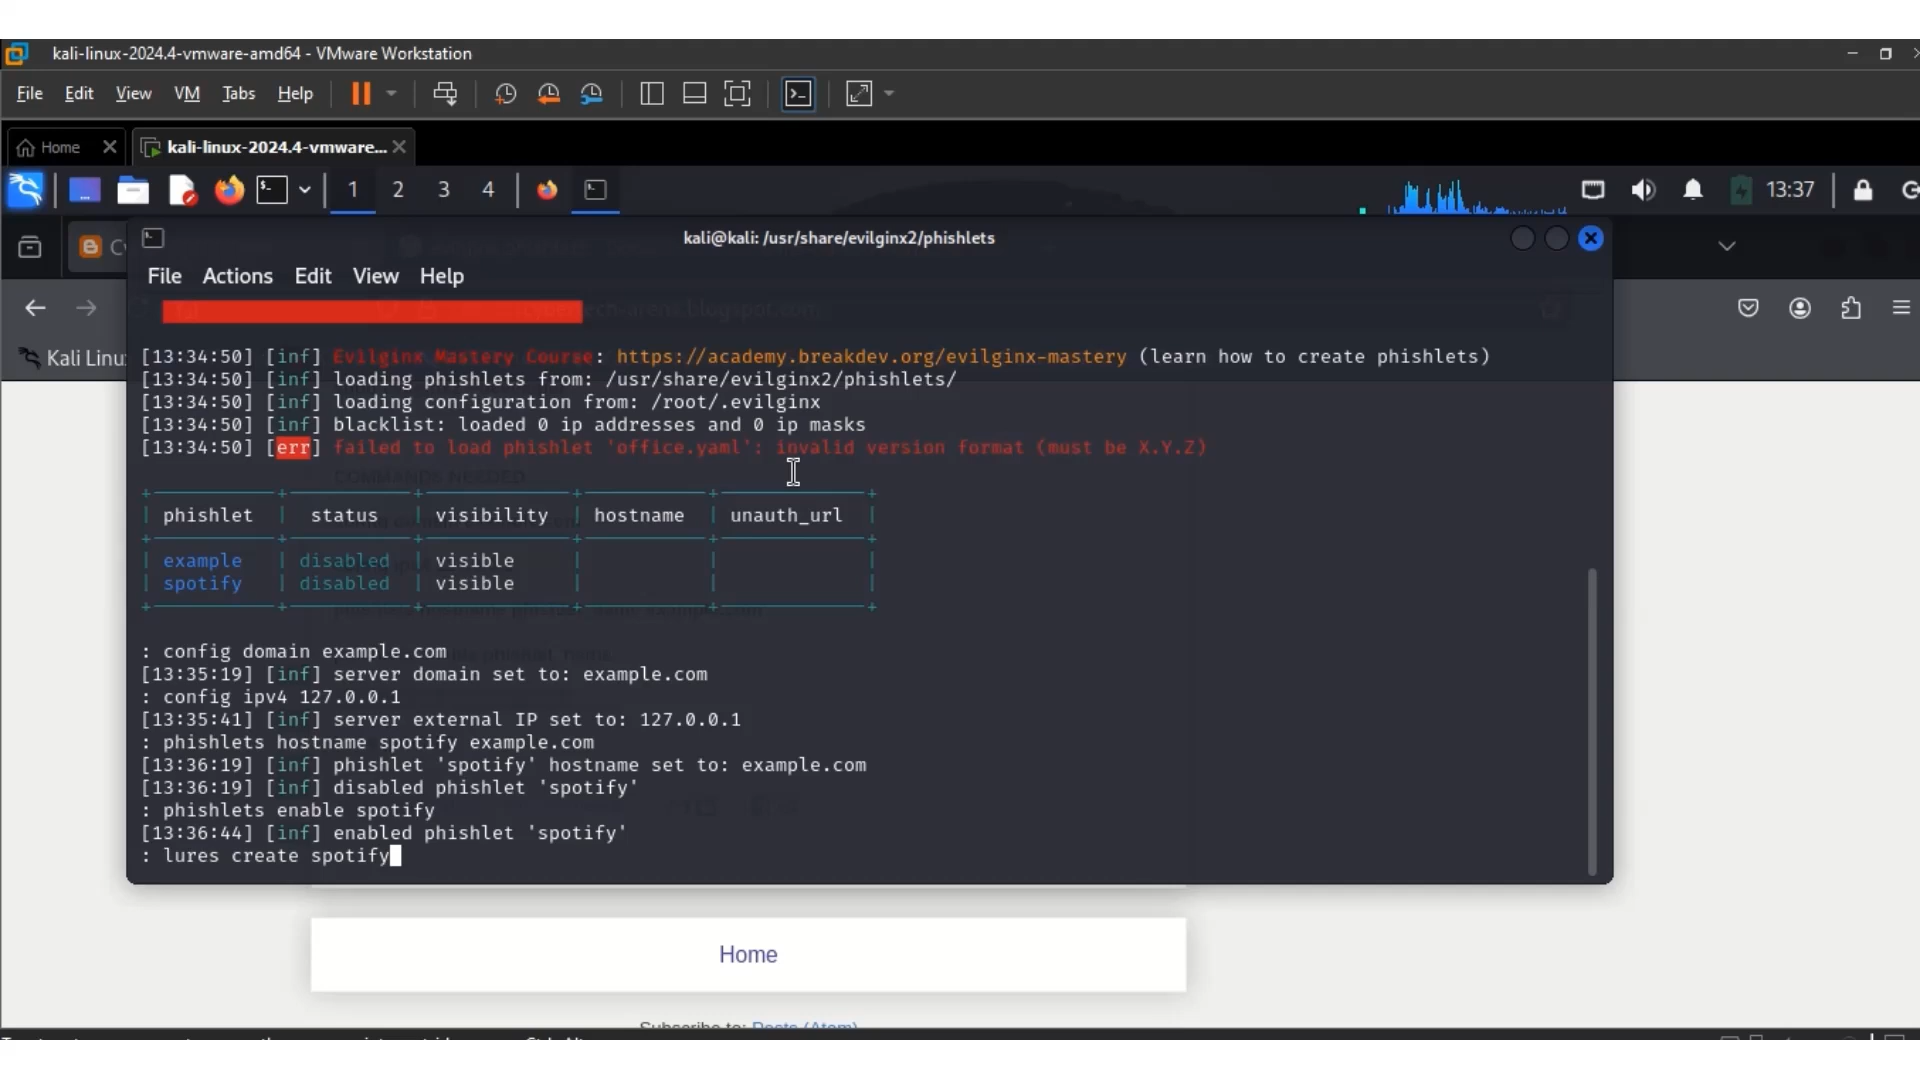 kali-linux-2024.4-vmware-amd64 - VMware Workstation
File Edit View VM Tabs Help
Home kali-linux-2024.4-vmware...
1 2 3 4 13:37
kali@kali: /usr/share/evilginx2/phishlets
File Actions Edit View Help
Kali Linu
[13:34:50] [inf] Evilginx Mastery Course: https://academy.breakdev.org/evilginx-mastery (learn how to create phishlets)
[13:34:50] [inf] loading phishlets from: /usr/share/evilginx2/phishlets/
[13:34:50] [inf] loading configuration from: /root/.evilginx
[13:34:50] [inf] blacklist: loaded 0 ip addresses and 0 ip masks
[13:34:50] [err] failed to load phishlet 'office.yaml': invalid version format (must be X.Y.Z)
COMMANDS NEEDED
phishlet | status | visibility | hostname | unauth_url
example | disabled | visible
spotify | disabled | visible
: config domain example.com
[13:35:19] [inf] server domain set to: example.com
: config ipv4 127.0.0.1
[13:35:41] [inf] server external IP set to: 127.0.0.1
: phishlets hostname spotify example.com
[13:36:19] [inf] phishlet 'spotify' hostname set to: example.com
[13:36:19] [inf] disabled phishlet 'spotify'
: phishlets enable spotify
[13:36:44] [inf] enabled phishlet 'spotify'
: lures create spotify
Home
Subscribe to: Posts (Atom)